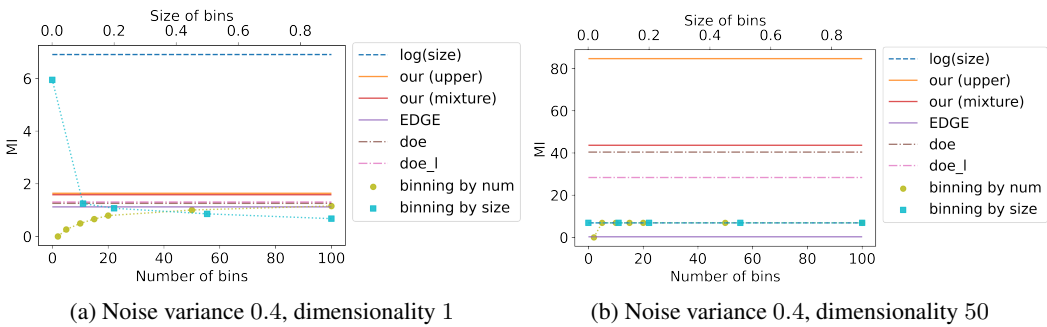 Size of bins
0.0 0.2 0.4 0.6 0.8
6
4
2
0
MI
0 20 40 60 80 100
Number of bins
log(size)
our (upper)
our (mixture)
EDGE
doe
doe_l
binning by num
binning by size
(a) Noise variance 0.4, dimensionality 1
Size of bins
0.0 0.2 0.4 0.6 0.8
80
60
40
20
0
MI
0 20 40 60 80 100
Number of bins
log(size)
our (upper)
our (mixture)
EDGE
doe
doe_l
binning by num
binning by size
(b) Noise variance 0.4, dimensionality 50